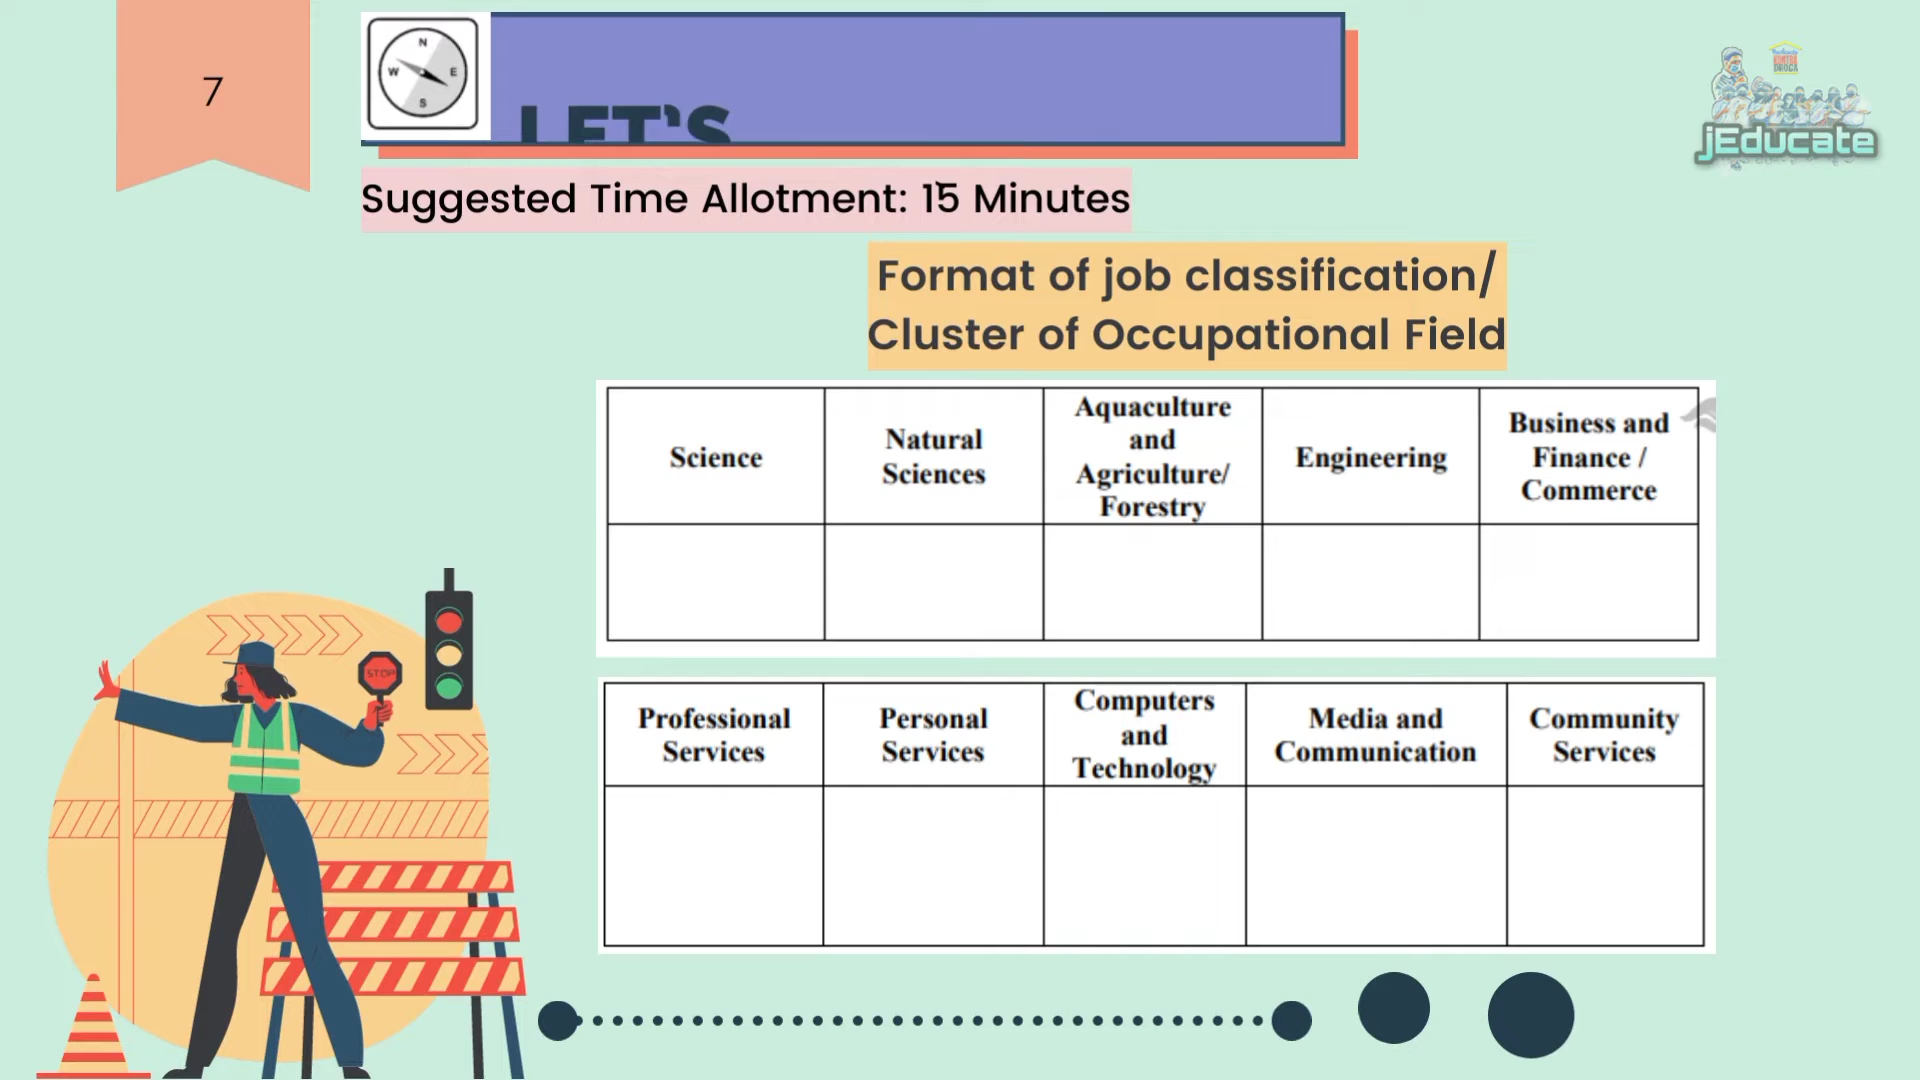 7
N
W E
S
LET'S
Suggested Time Allotment: 15 Minutes
Format of job classification/
Cluster of Occupational Field
Science
Natural
Sciences
Aquaculture
and
Agriculture/
Forestry
Engineering
Business and
Finance /
Commerce
Professional
Services
Personal
Services
Computers
and
Technology
Media and
Communication
Community
Services
STOP
jEducate